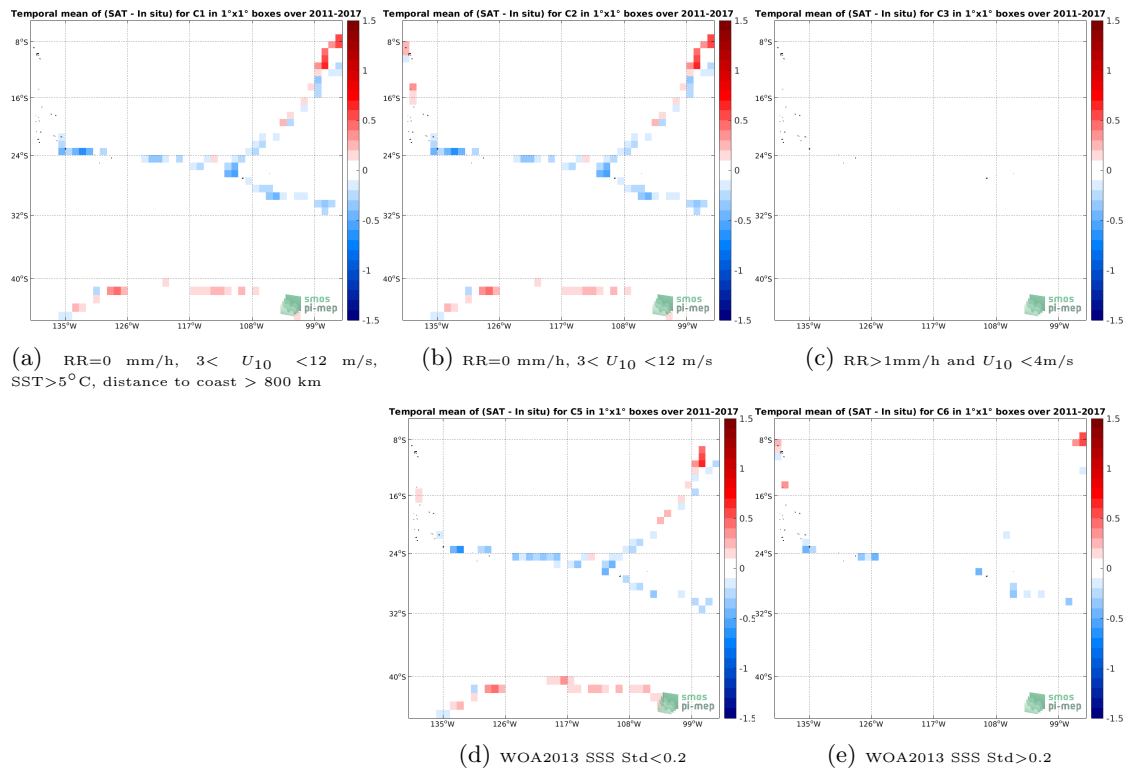 Temporal mean of (SAT - In situ) for C1 in 1°x1° boxes over 2011-2017
8°S
16°S
24°S
32°S
40°S
135°W 126°W 117°W 108°W 99°W
1.5
1
0.5
0
-0.5
-1
-1.5
smos
pi-mep
(a) RR=0 mm/h, 3< U10 <12 m/s,
SST>5°C, distance to coast > 800 km
Temporal mean of (SAT - In situ) for C2 in 1°x1° boxes over 2011-2017
8°S
16°S
24°S
32°S
40°S
135°W 126°W 117°W 108°W 99°W
1.5
1
0.5
0
-0.5
-1
-1.5
smos
pi-mep
(b) RR=0 mm/h, 3< U10 <12 m/s
Temporal mean of (SAT - In situ) for C3 in 1°x1° boxes over 2011-2017
8°S
16°S
24°S
32°S
40°S
135°W 126°W 117°W 108°W 99°W
1.5
1
0.5
0
-0.5
-1
-1.5
smos
pi-mep
(c) RR>1mm/h and U10 <4m/s
Temporal mean of (SAT - In situ) for C5 in 1°x1° boxes over 2011-2017
8°S
16°S
24°S
32°S
40°S
135°W 126°W 117°W 108°W 99°W
1.5
1
0.5
0
-0.5
-1
-1.5
smos
pi-mep
(d) WOA2013 SSS Std<0.2
Temporal mean of (SAT - In situ) for C6 in 1°x1° boxes over 2011-2017
8°S
16°S
24°S
32°S
40°S
135°W 126°W 117°W 108°W 99°W
1.5
1
0.5
0
-0.5
-1
-1.5
smos
pi-mep
(e) WOA2013 SSS Std>0.2